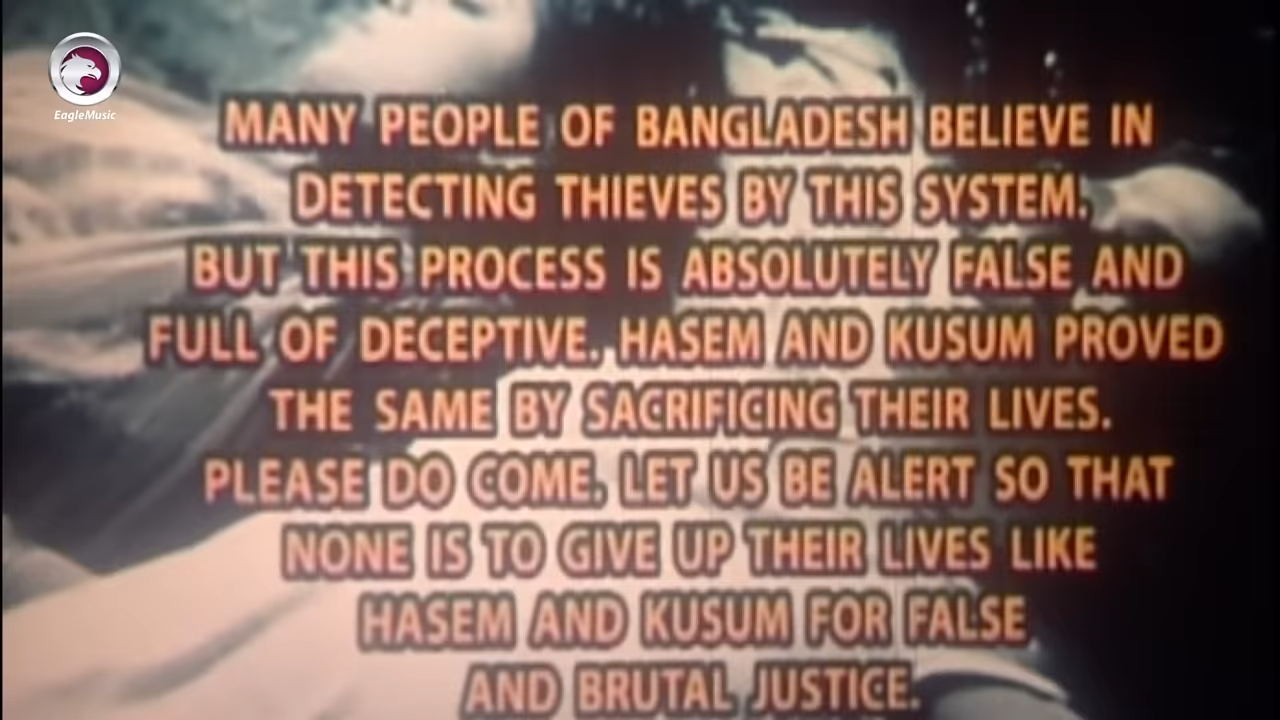 EagleMusic
MANY PEOPLE OF BANGLADESH BELIEVE IN
DETECTING THIEVES BY THIS SYSTEM.
BUT THIS PROCESS IS ABSOLUTELY FALSE AND
FULL OF DECEPTIVE. HASEM AND KUSUM PROVED
THE SAME BY SACRIFICING THEIR LIVES.
PLEASE DO COME. LET US BE ALERT SO THAT
NONE IS TO GIVE UP THEIR LIVES LIKE
HASEM AND KUSUM FOR FALSE
AND BRUTAL JUSTICE.